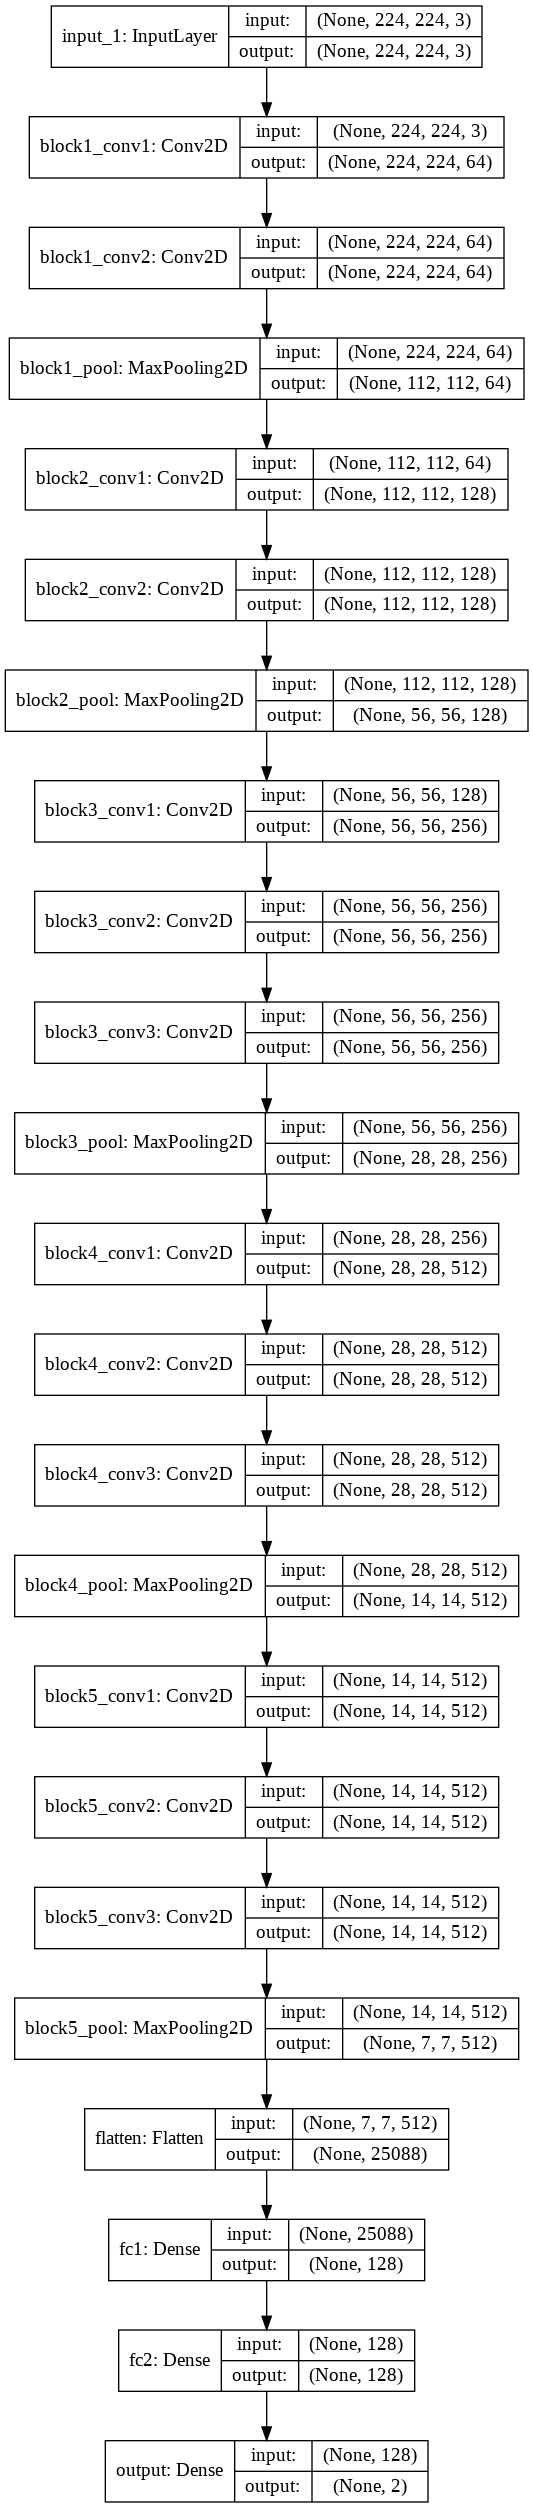 input_1: InputLayer
input: (None, 224, 224, 3)
output: (None, 224, 224, 3)
block1_conv1: Conv2D
input: (None, 224, 224, 3)
output: (None, 224, 224, 64)
block1_conv2: Conv2D
input: (None, 224, 224, 64)
output: (None, 224, 224, 64)
block1_pool: MaxPooling2D
input: (None, 224, 224, 64)
output: (None, 112, 112, 64)
block2_conv1: Conv2D
input: (None, 112, 112, 64)
output: (None, 112, 112, 128)
block2_conv2: Conv2D
input: (None, 112, 112, 128)
output: (None, 112, 112, 128)
block2_pool: MaxPooling2D
input: (None, 112, 112, 128)
output: (None, 56, 56, 128)
block3_conv1: Conv2D
input: (None, 56, 56, 128)
output: (None, 56, 56, 256)
block3_conv2: Conv2D
input: (None, 56, 56, 256)
output: (None, 56, 56, 256)
block3_conv3: Conv2D
input: (None, 56, 56, 256)
output: (None, 56, 56, 256)
block3_pool: MaxPooling2D
input: (None, 56, 56, 256)
output: (None, 28, 28, 256)
block4_conv1: Conv2D
input: (None, 28, 28, 256)
output: (None, 28, 28, 512)
block4_conv2: Conv2D
input: (None, 28, 28, 512)
output: (None, 28, 28, 512)
block4_conv3: Conv2D
input: (None, 28, 28, 512)
output: (None, 28, 28, 512)
block4_pool: MaxPooling2D
input: (None, 28, 28, 512)
output: (None, 14, 14, 512)
block5_conv1: Conv2D
input: (None, 14, 14, 512)
output: (None, 14, 14, 512)
block5_conv2: Conv2D
input: (None, 14, 14, 512)
output: (None, 14, 14, 512)
block5_conv3: Conv2D
input: (None, 14, 14, 512)
output: (None, 14, 14, 512)
block5_pool: MaxPooling2D
input: (None, 14, 14, 512)
output: (None, 7, 7, 512)
flatten: Flatten
input: (None, 7, 7, 512)
output: (None, 25088)
fc1: Dense
input: (None, 25088)
output: (None, 128)
fc2: Dense
input: (None, 128)
output: (None, 128)
output: Dense
input: (None, 128)
output: (None, 2)